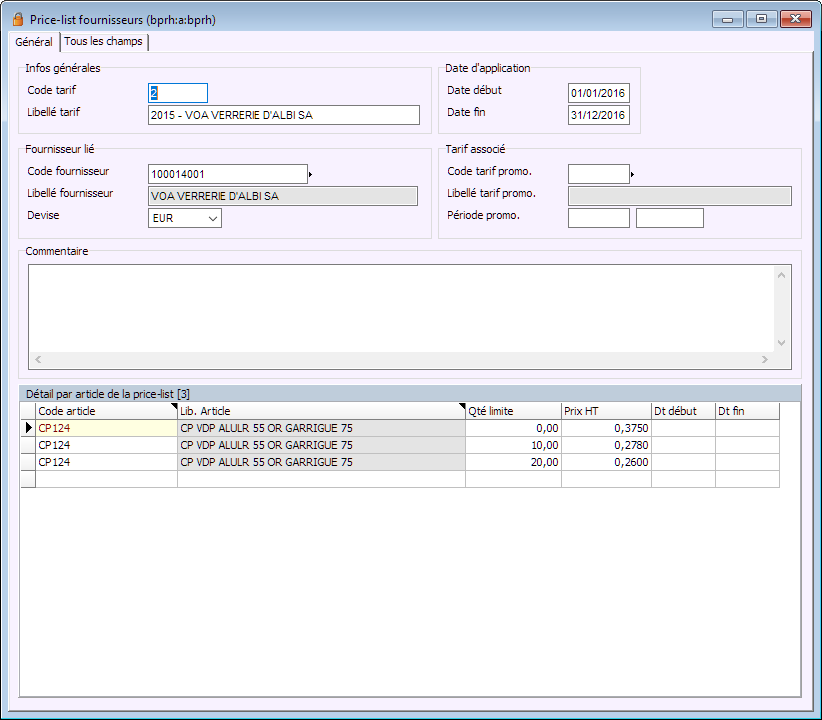 Price-list fournisseurs (bprh:a:bprh)
Général Tous les champs
Infos générales
Code tarif 2
Libellé tarif 2015 - VOA VERRERIE D'ALBI SA
Date d'application
Date début 01/01/2016
Date fin 31/12/2016
Fournisseur lié
Code fournisseur 100014001
Libellé fournisseur VOA VERRERIE D'ALBI SA
Devise EUR
Tarif associé
Code tarif promo.
Libellé tarif promo.
Période promo.
Commentaire
Détail par article de la price-list [3]
Code article Lib. Article Qté limite Prix HT Dt début Dt fin
CP124 CP VDP ALULR 55 OR GARRIGUE 75 0,00 0,3750
CP124 CP VDP ALULR 55 OR GARRIGUE 75 10,00 0,2780
CP124 CP VDP ALULR 55 OR GARRIGUE 75 20,00 0,2600